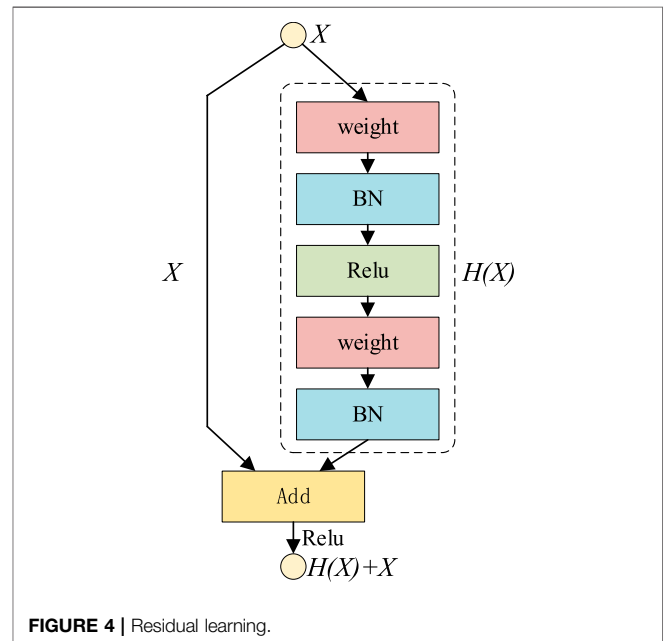 X
weight
BN
Relu
X
H(X)
weight
BN
Add
Relu
H(X)+X
FIGURE 4 | Residual learning.